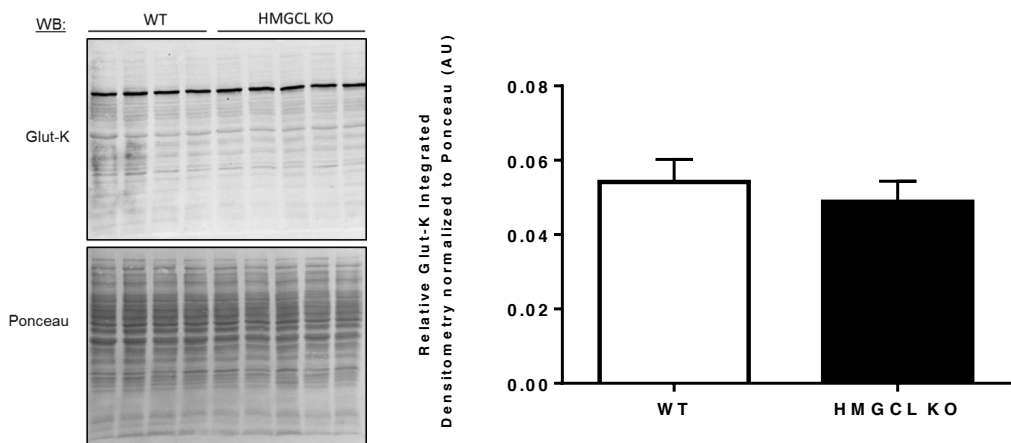 WB:
WT
HMGCL KO
Glut-K
Ponceau
Relative Glut-K Integrated
Densitometry normalized to Ponceau (AU)
0.08
0.06
0.04
0.02
0.00
WT
HMGCL KO